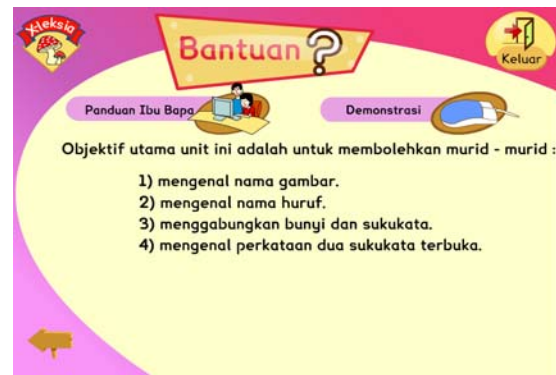 X-leksia
Bantuan ?
Keluar
Panduan Ibu Bapa
Demonstrasi
Objektif utama unit ini adalah untuk membolehkan murid - murid :
1) mengenal nama gambar.
2) mengenal nama huruf.
3) menggabungkan bunyi dan sukukata.
4) mengenal perkataan dua sukukata terbuka.